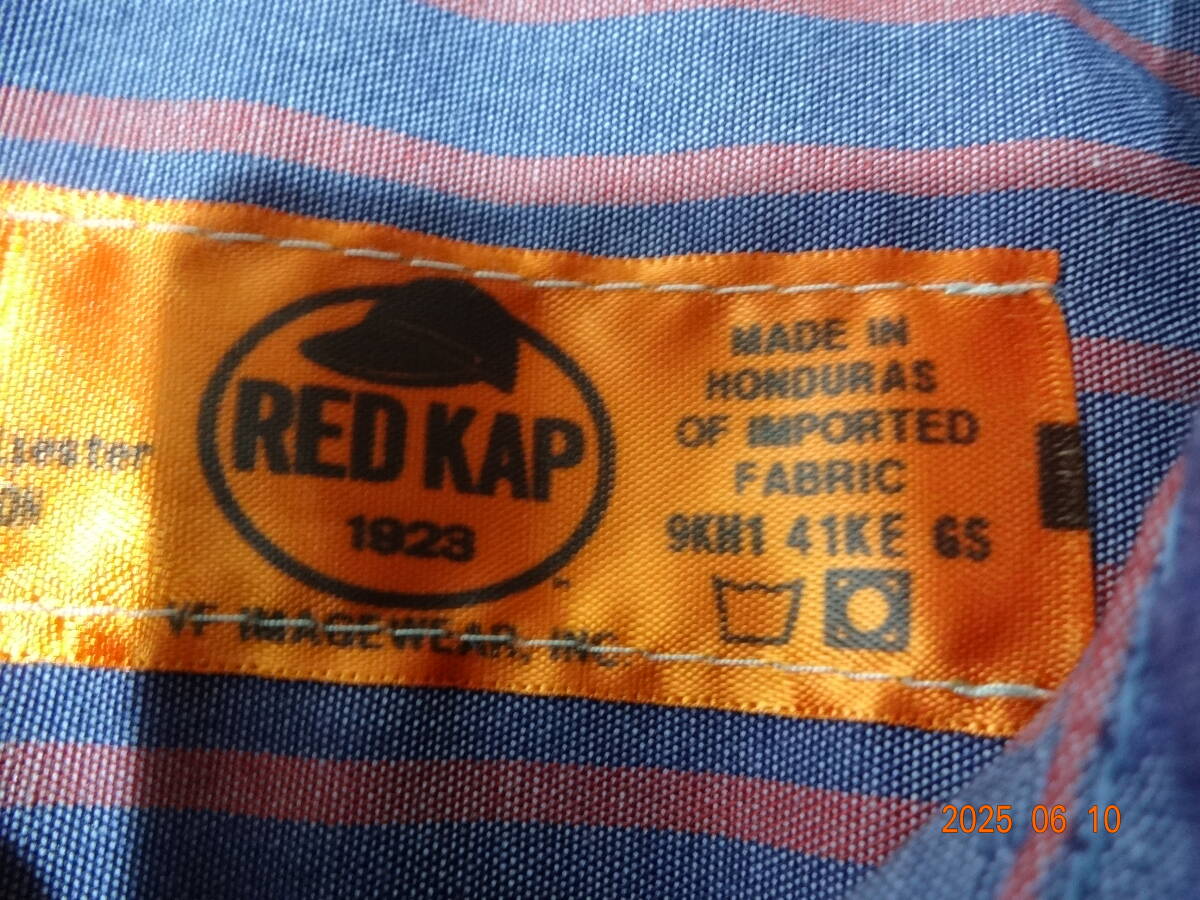 RED KAP
1923
VF IMAGEWEAR, INC
MADE IN
HONDURAS
OF IMPORTED
FABRIC
9KH1 41KE 6S
2025 06 10